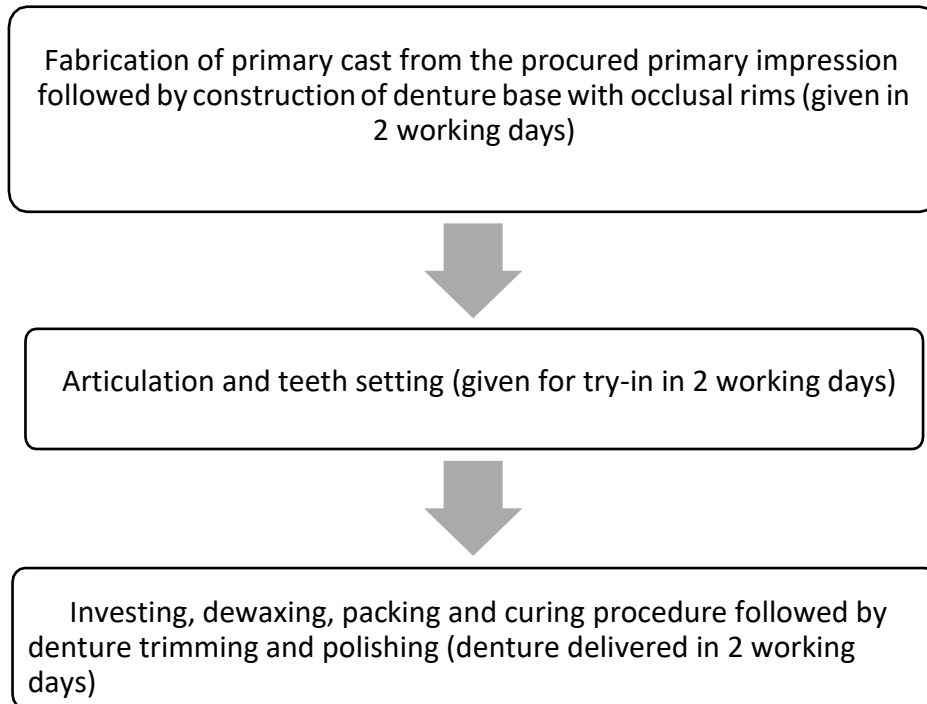 Fabrication of primary cast from the procured primary impression
followed by construction of denture base with occlusal rims (given in
2 working days)
Articulation and teeth setting (given for try-in in 2 working days)
Investing, dewaxing, packing and curing procedure followed by
denture trimming and polishing (denture delivered in 2 working
days)